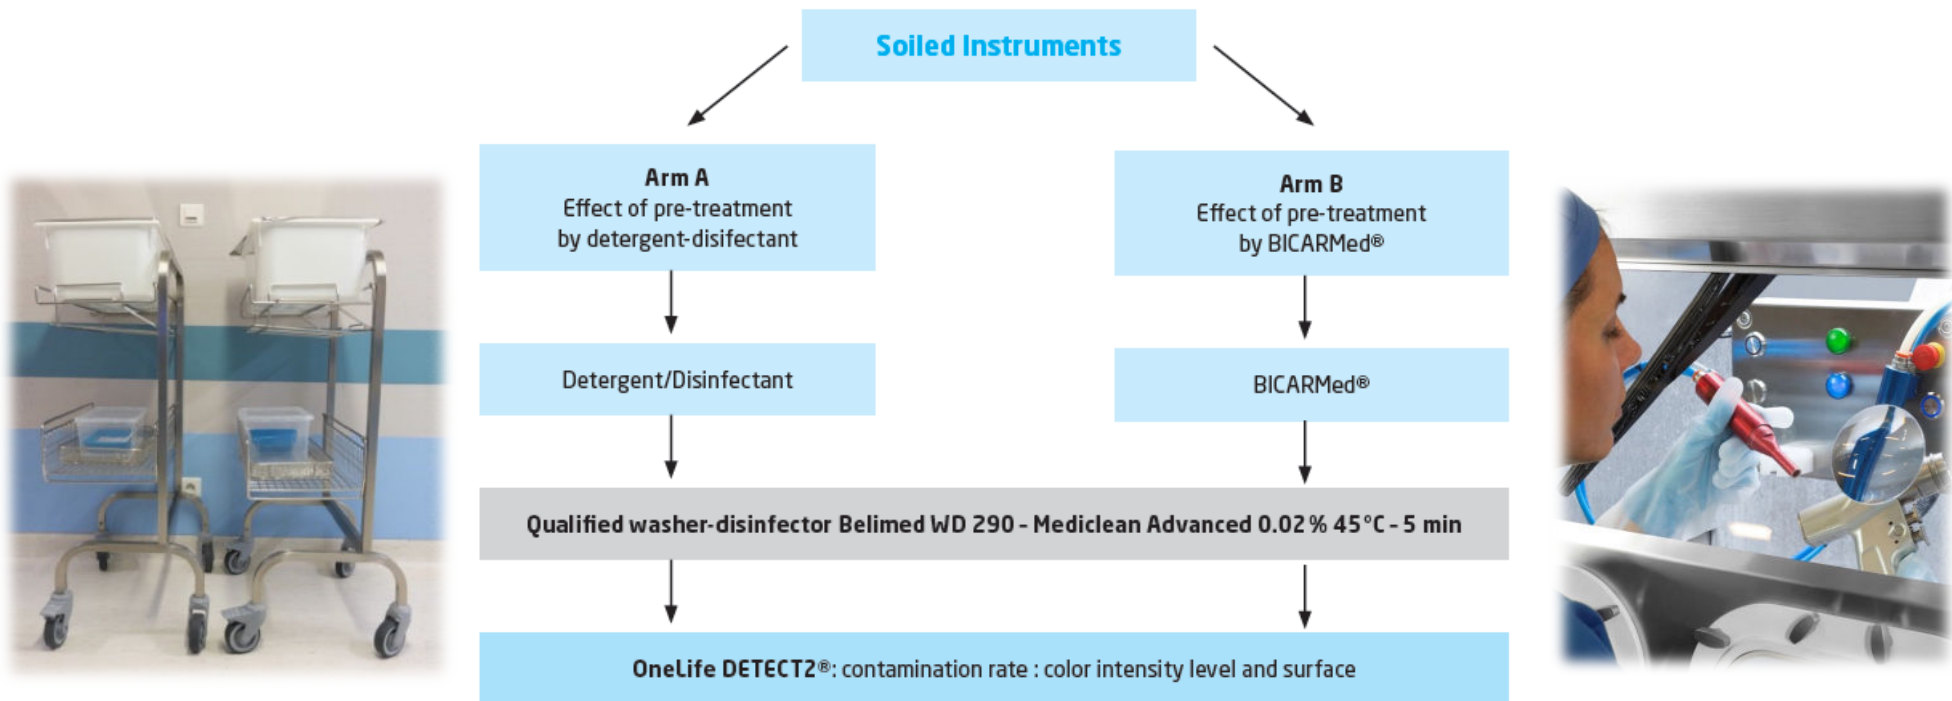 Soiled Instruments
Arm A
Effect of pre-treatment
by detergent-disifectant
Arm B
Effect of pre-treatment
by BICARMed®
Detergent/Disinfectant
BICARMed®
Qualified washer-disinfector Belimed WD 290 - Mediclean Advanced 0.02% 45°C - 5 min
OneLife DETECT2®: contamination rate : color intensity level and surface